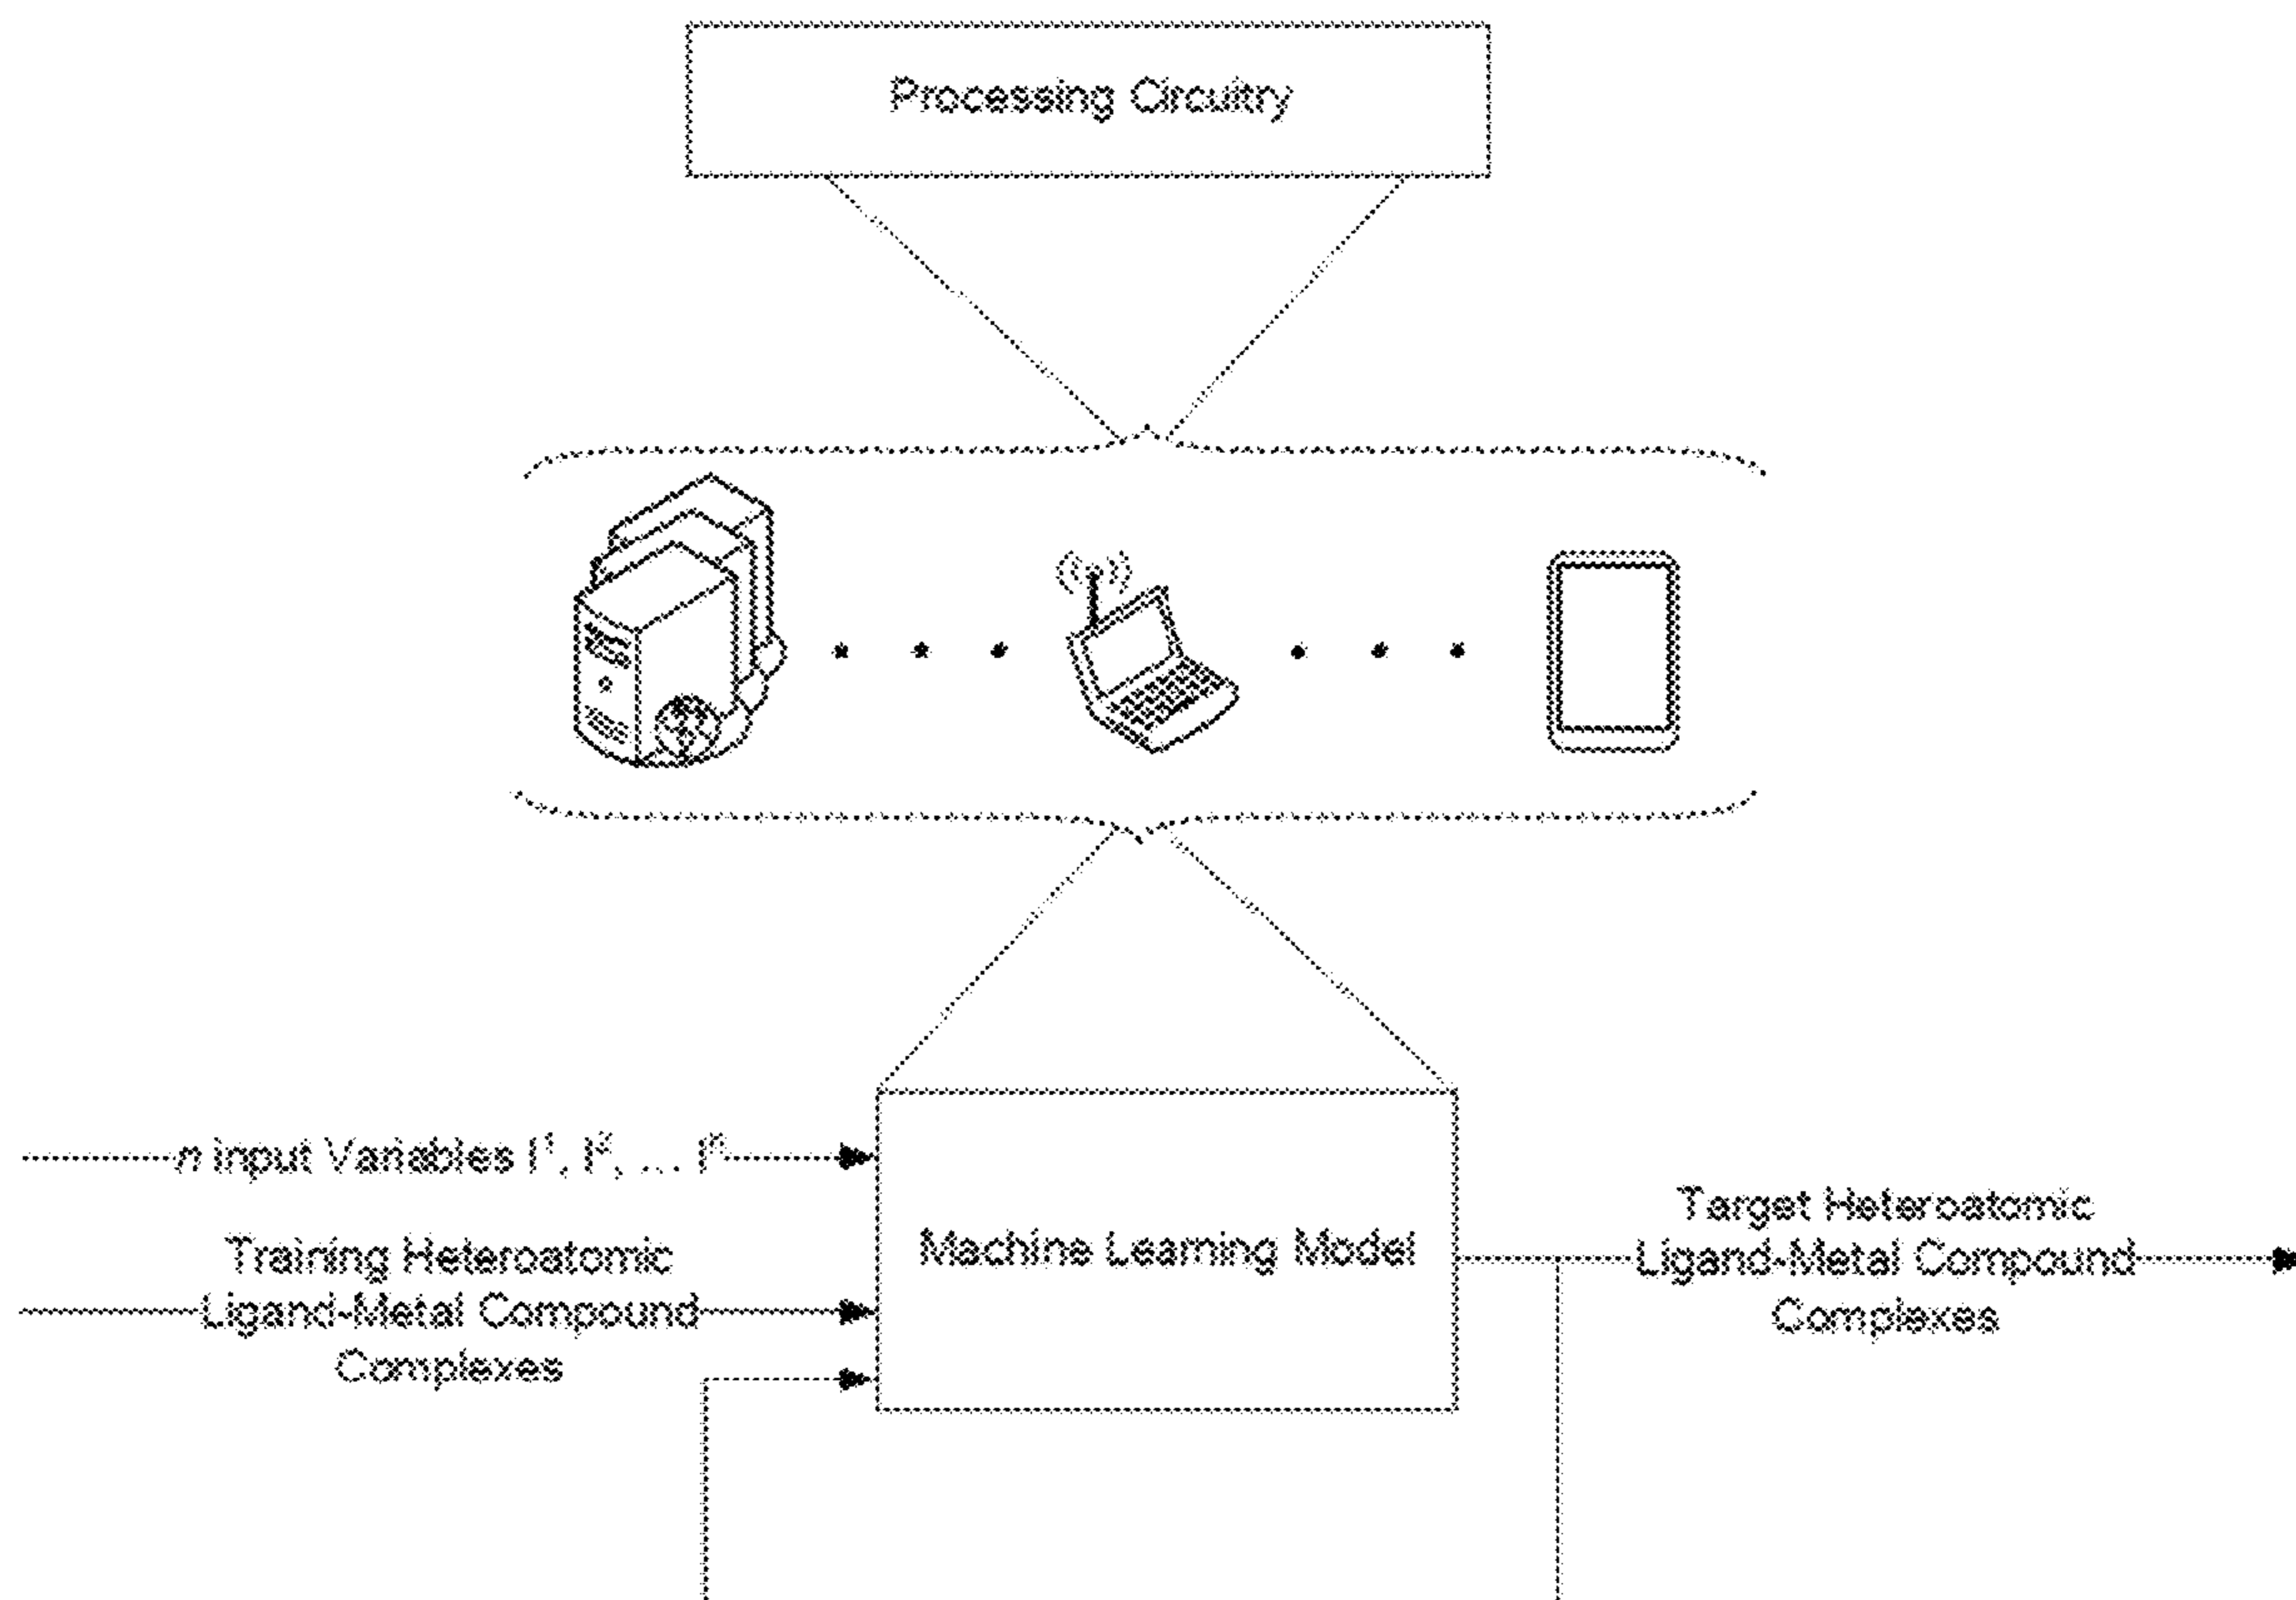 Processing Circuitry
n Input Variables I¹, I², ... Iⁿ
Training Heteroatomic
Ligand-Metal Compound
Complexes
Machine Learning Model
Target Heteroatomic
Ligand-Metal Compound
Complexes